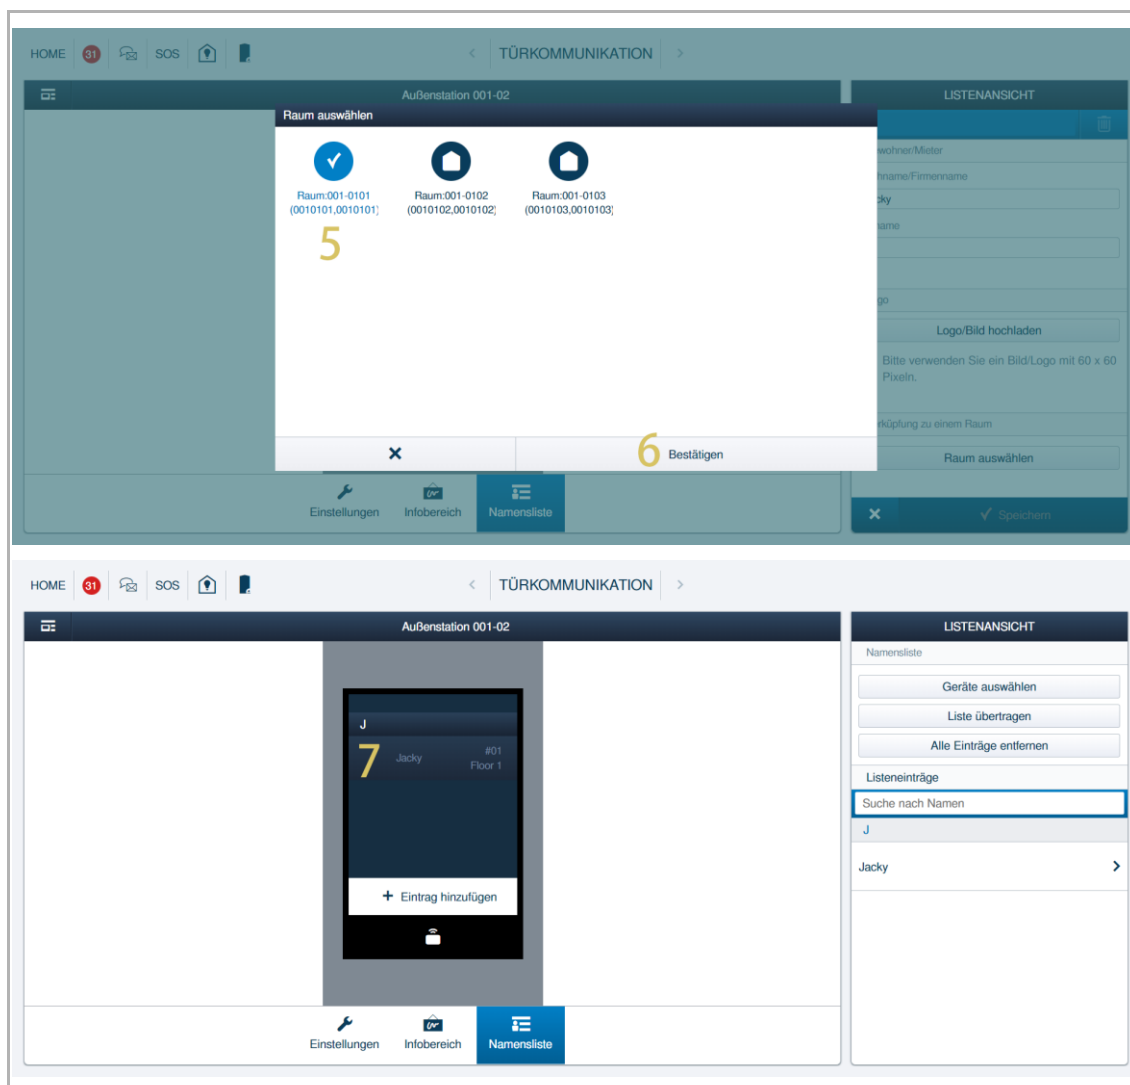 HOME 31 SOS < TÜRKOMMUNIKATION >
Außenstation 001-02
LISTENANSICHT
Raum auswählen
Raum:001-0101
(0010101,0010101)
Raum:001-0102
(0010102,0010102)
Raum:001-0103
(0010103,0010103)
5
6 Bestätigen
wohner/Mieter
hname/Firmenname
cky
name
go
Logo/Bild hochladen
Bitte verwenden Sie ein Bild/Logo mit 60 x 60
Pixeln.
rküpfung zu einem Raum
Raum auswählen
Speichern
Einstellungen Infobereich Namensliste
HOME 31 SOS < TÜRKOMMUNIKATION >
Außenstation 001-02
J
7 Jacky #01
Floor 1
+ Eintrag hinzufügen
Einstellungen Infobereich Namensliste
LISTENANSICHT
Namensliste
Geräte auswählen
Liste übertragen
Alle Einträge entfernen
Listeneinträge
Suche nach Namen
J
Jacky